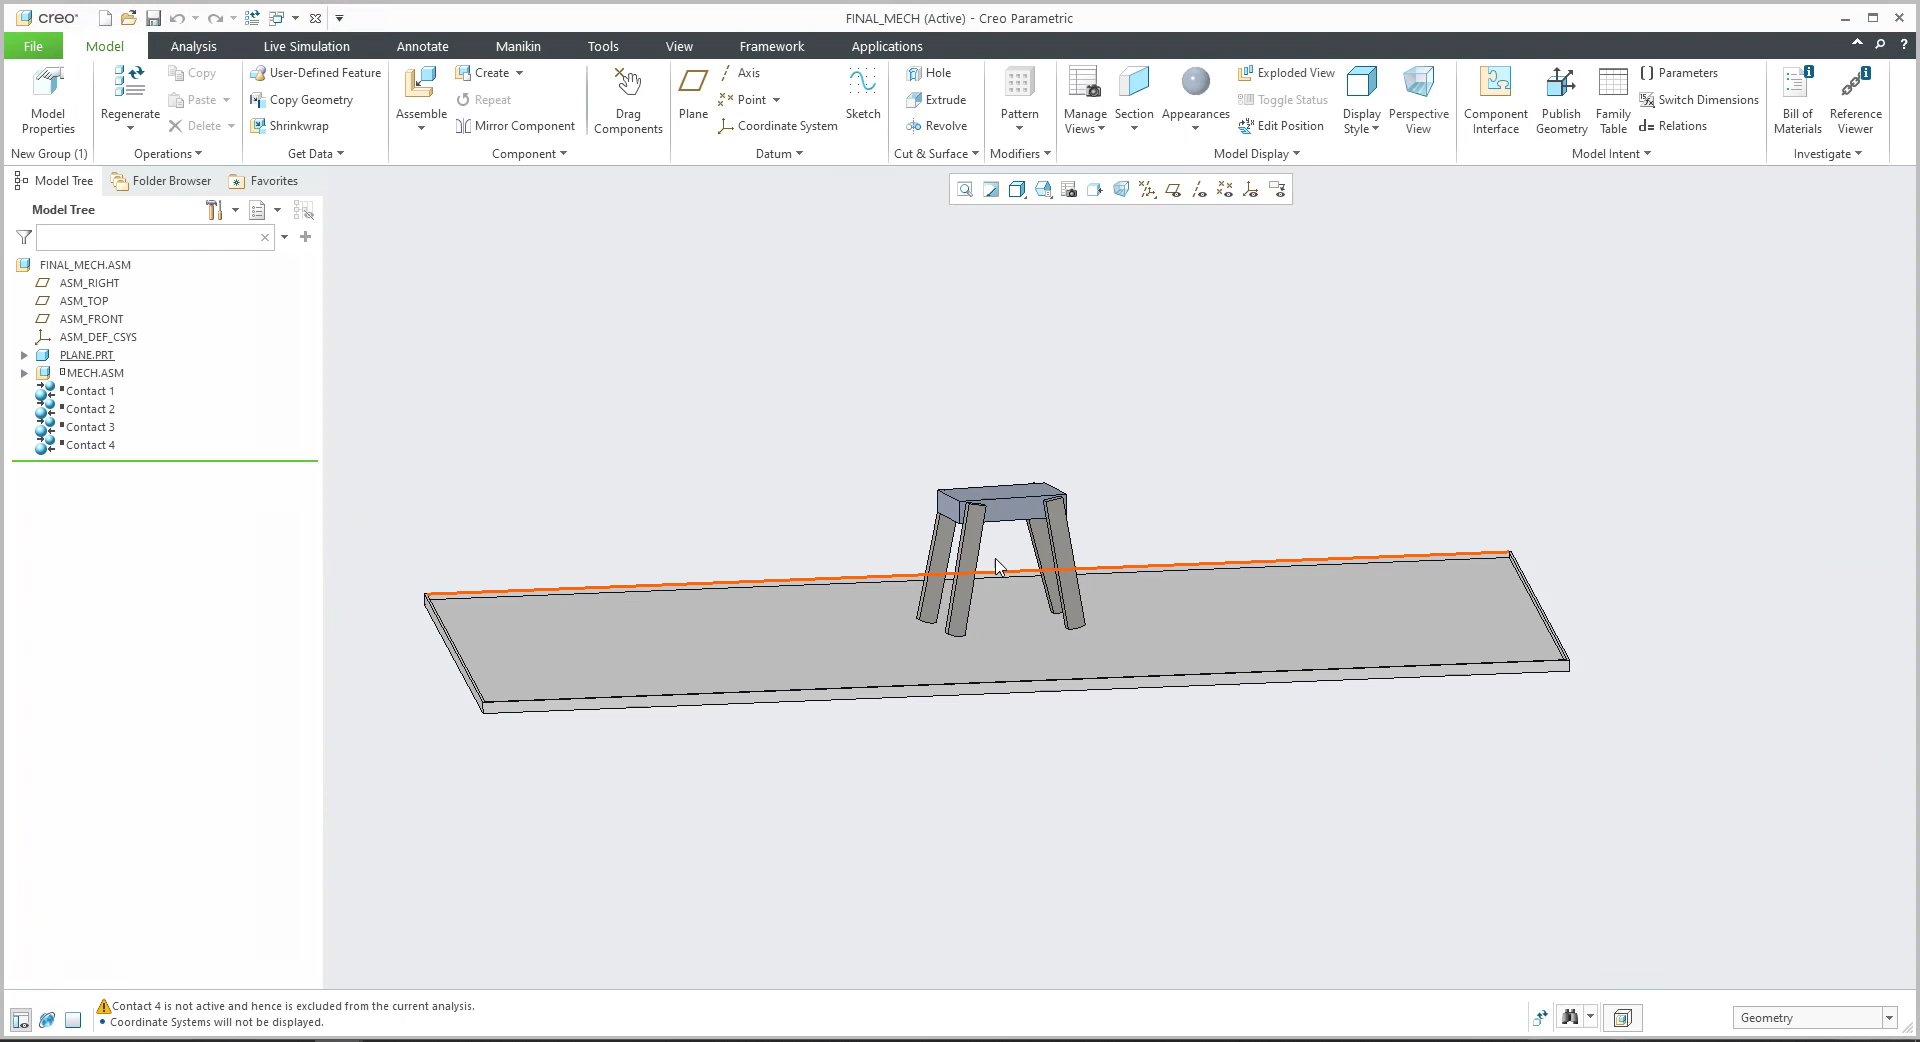 creo°
FINAL_MECH (Active) - Creo Parametric
File
Model
Analysis
Live Simulation
Annotate
Manikin
Tools
View
Framework
Applications
Model
Properties
New Group (1)
Regenerate
Copy
Paste
Delete
Operations
User-Defined Feature
Copy Geometry
Shrinkwrap
Get Data
Assemble
Create
Repeat
Mirror Component
Component
Drag
Components
Plane
Axis
Point
Coordinate System
Sketch
Datum
Hole
Extrude
Revolve
Cut & Surface
Pattern
Modifiers
Manage
Views
Section
Appearances
Exploded View
Toggle Status
Edit Position
Display
Style
Perspective
View
Model Display
Component
Interface
Publish
Geometry
Family
Table
Parameters
Switch Dimensions
d= Relations
Model Intent
Bill of
Materials
Reference
Viewer
Investigate
Model Tree
Folder Browser
Favorites
Model Tree
FINAL_MECH.ASM
ASM_RIGHT
ASM_TOP
ASM_FRONT
ASM_DEF_CSYS
PLANE.PRT
MECH.ASM
Contact 1
Contact 2
Contact 3
Contact 4
Contact 4 is not active and hence is excluded from the current analysis.
• Coordinate Systems will not be displayed.
Geometry